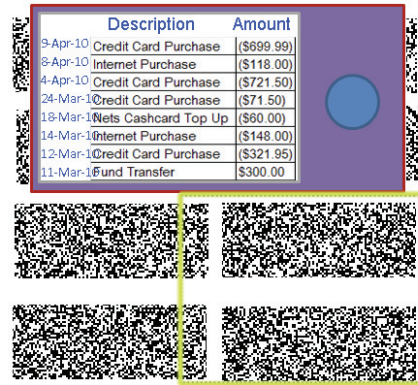 Description Amount
9-Apr-10 Credit Card Purchase ($699.99)
8-Apr-10 Internet Purchase ($118.00)
4-Apr-10 Credit Card Purchase ($721.50)
24-Mar-10 Credit Card Purchase ($71.50)
18-Mar-10 Nets Cashcard Top Up ($60.00)
14-Mar-10 Internet Purchase ($148.00)
12-Mar-10 Credit Card Purchase ($321.95)
11-Mar-10 Fund Transfer $300.00